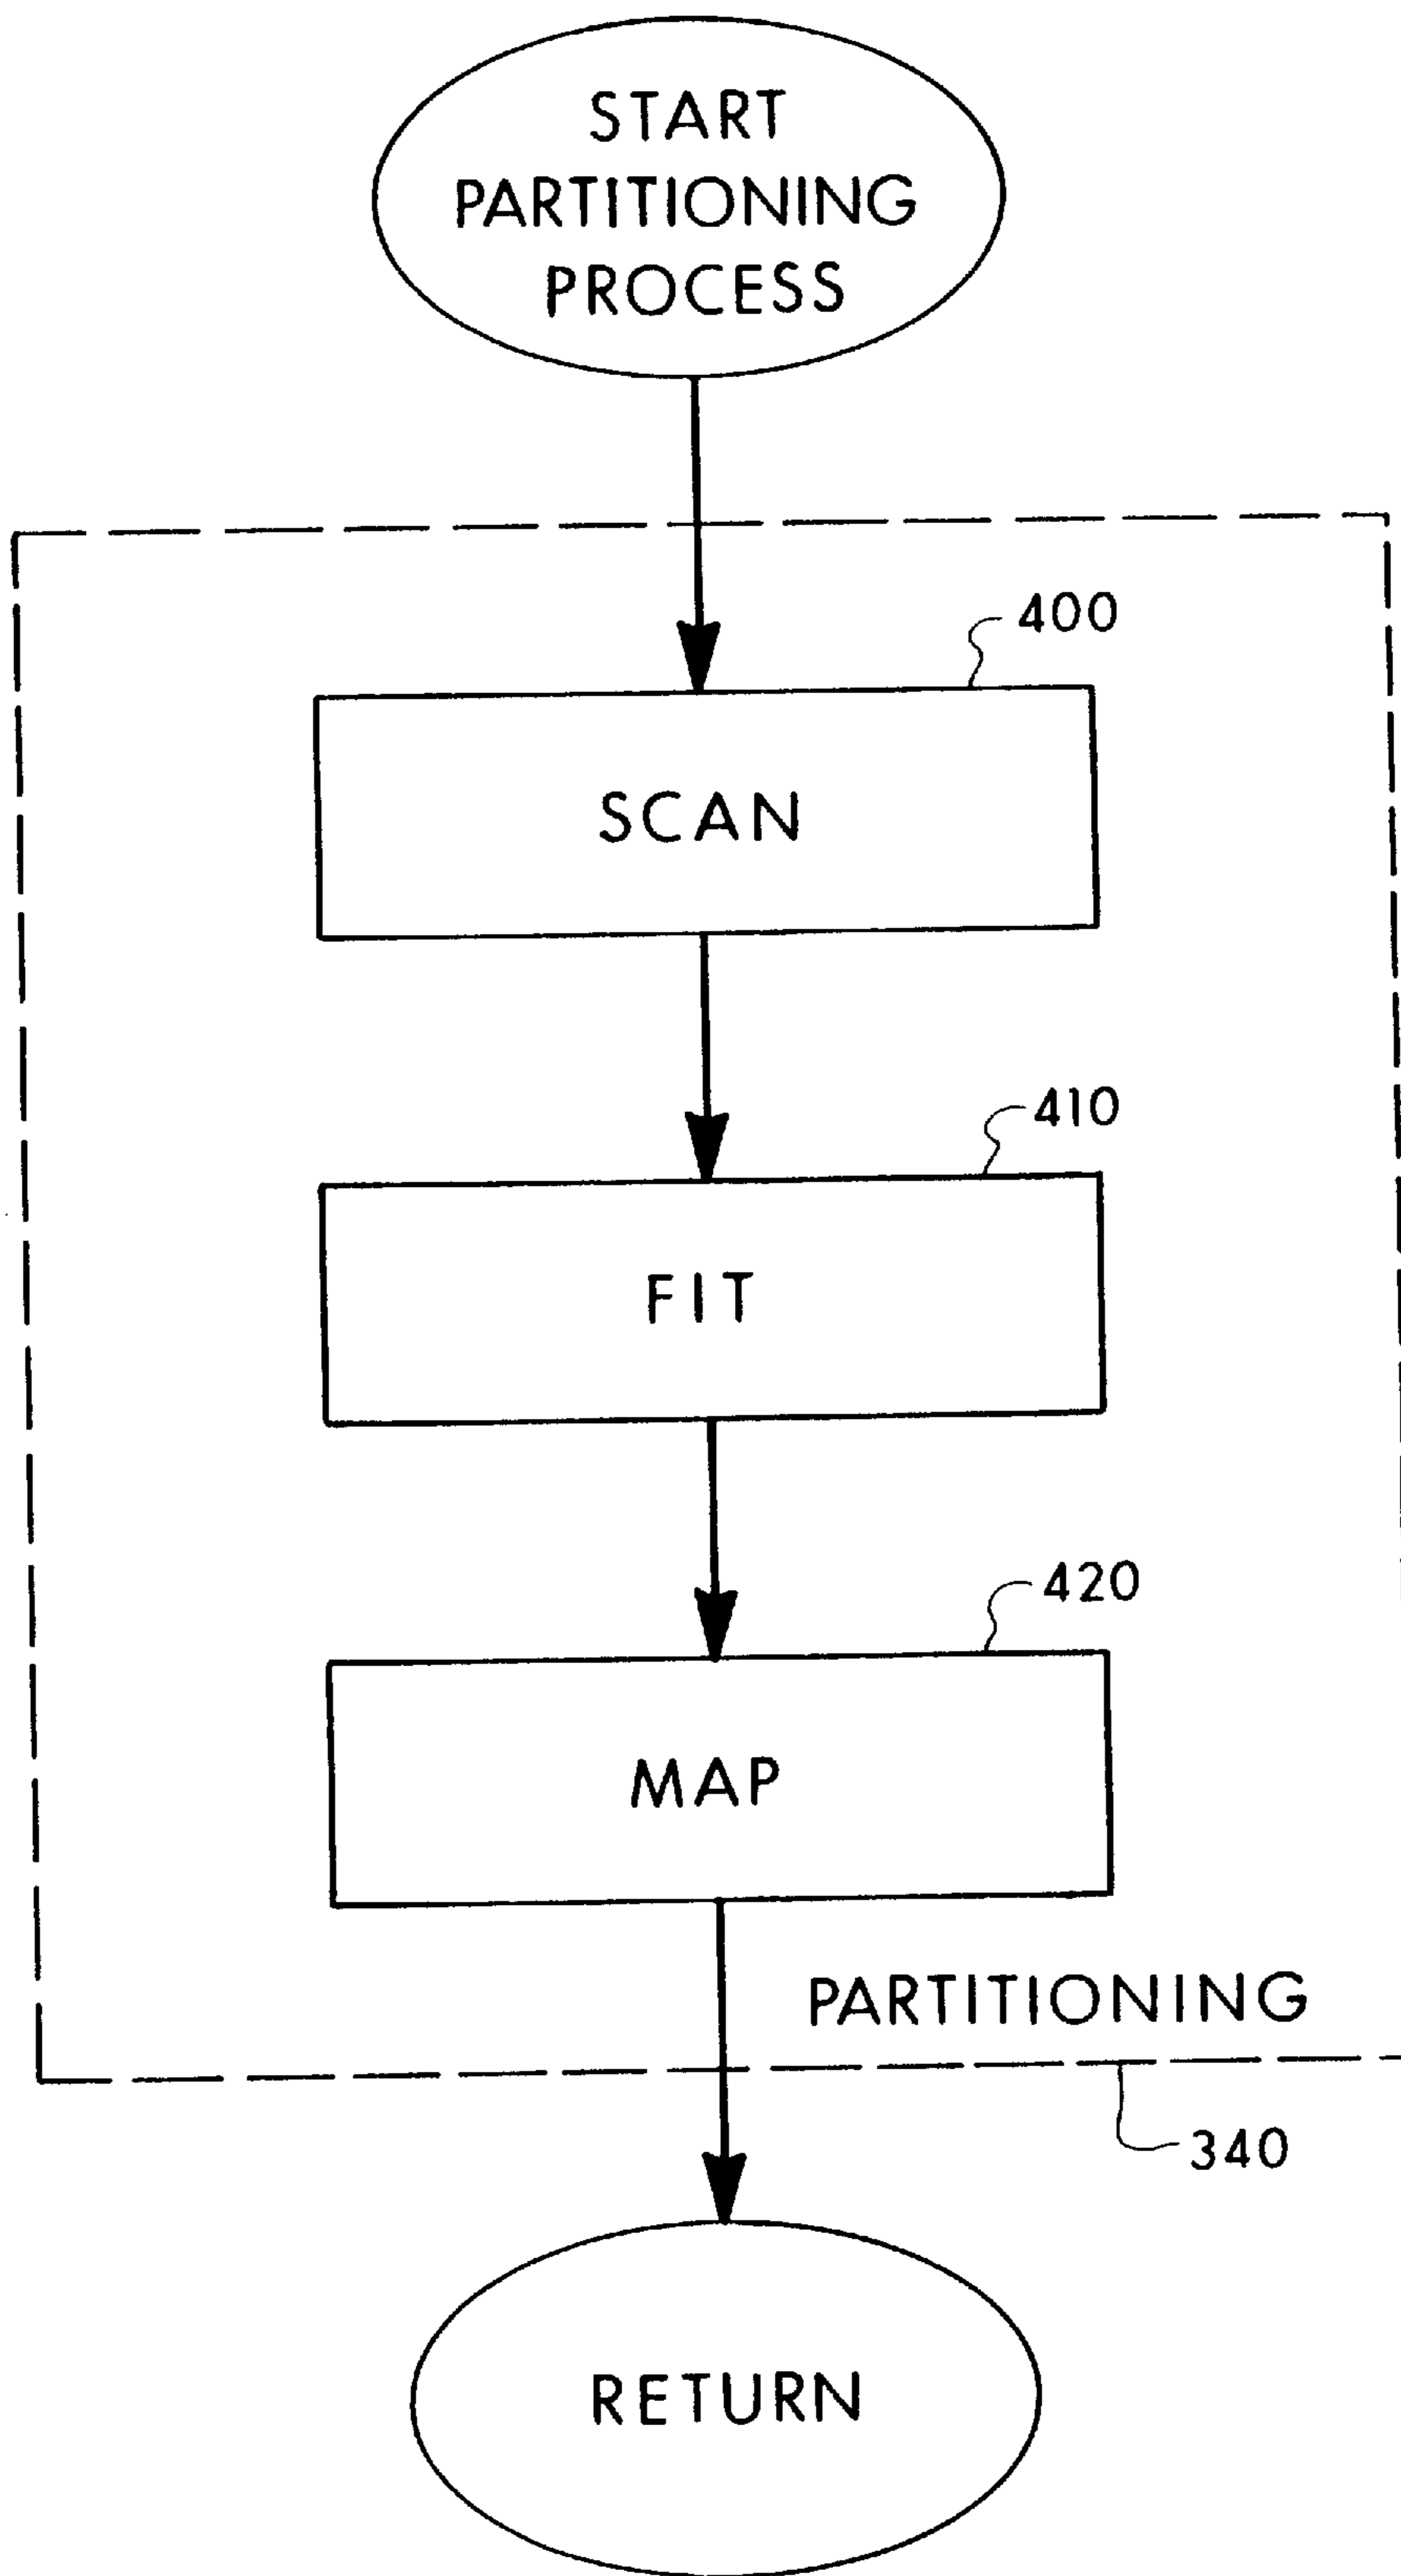 START
PARTITIONING
PROCESS
400
SCAN
410
FIT
420
MAP
PARTITIONING
340
RETURN